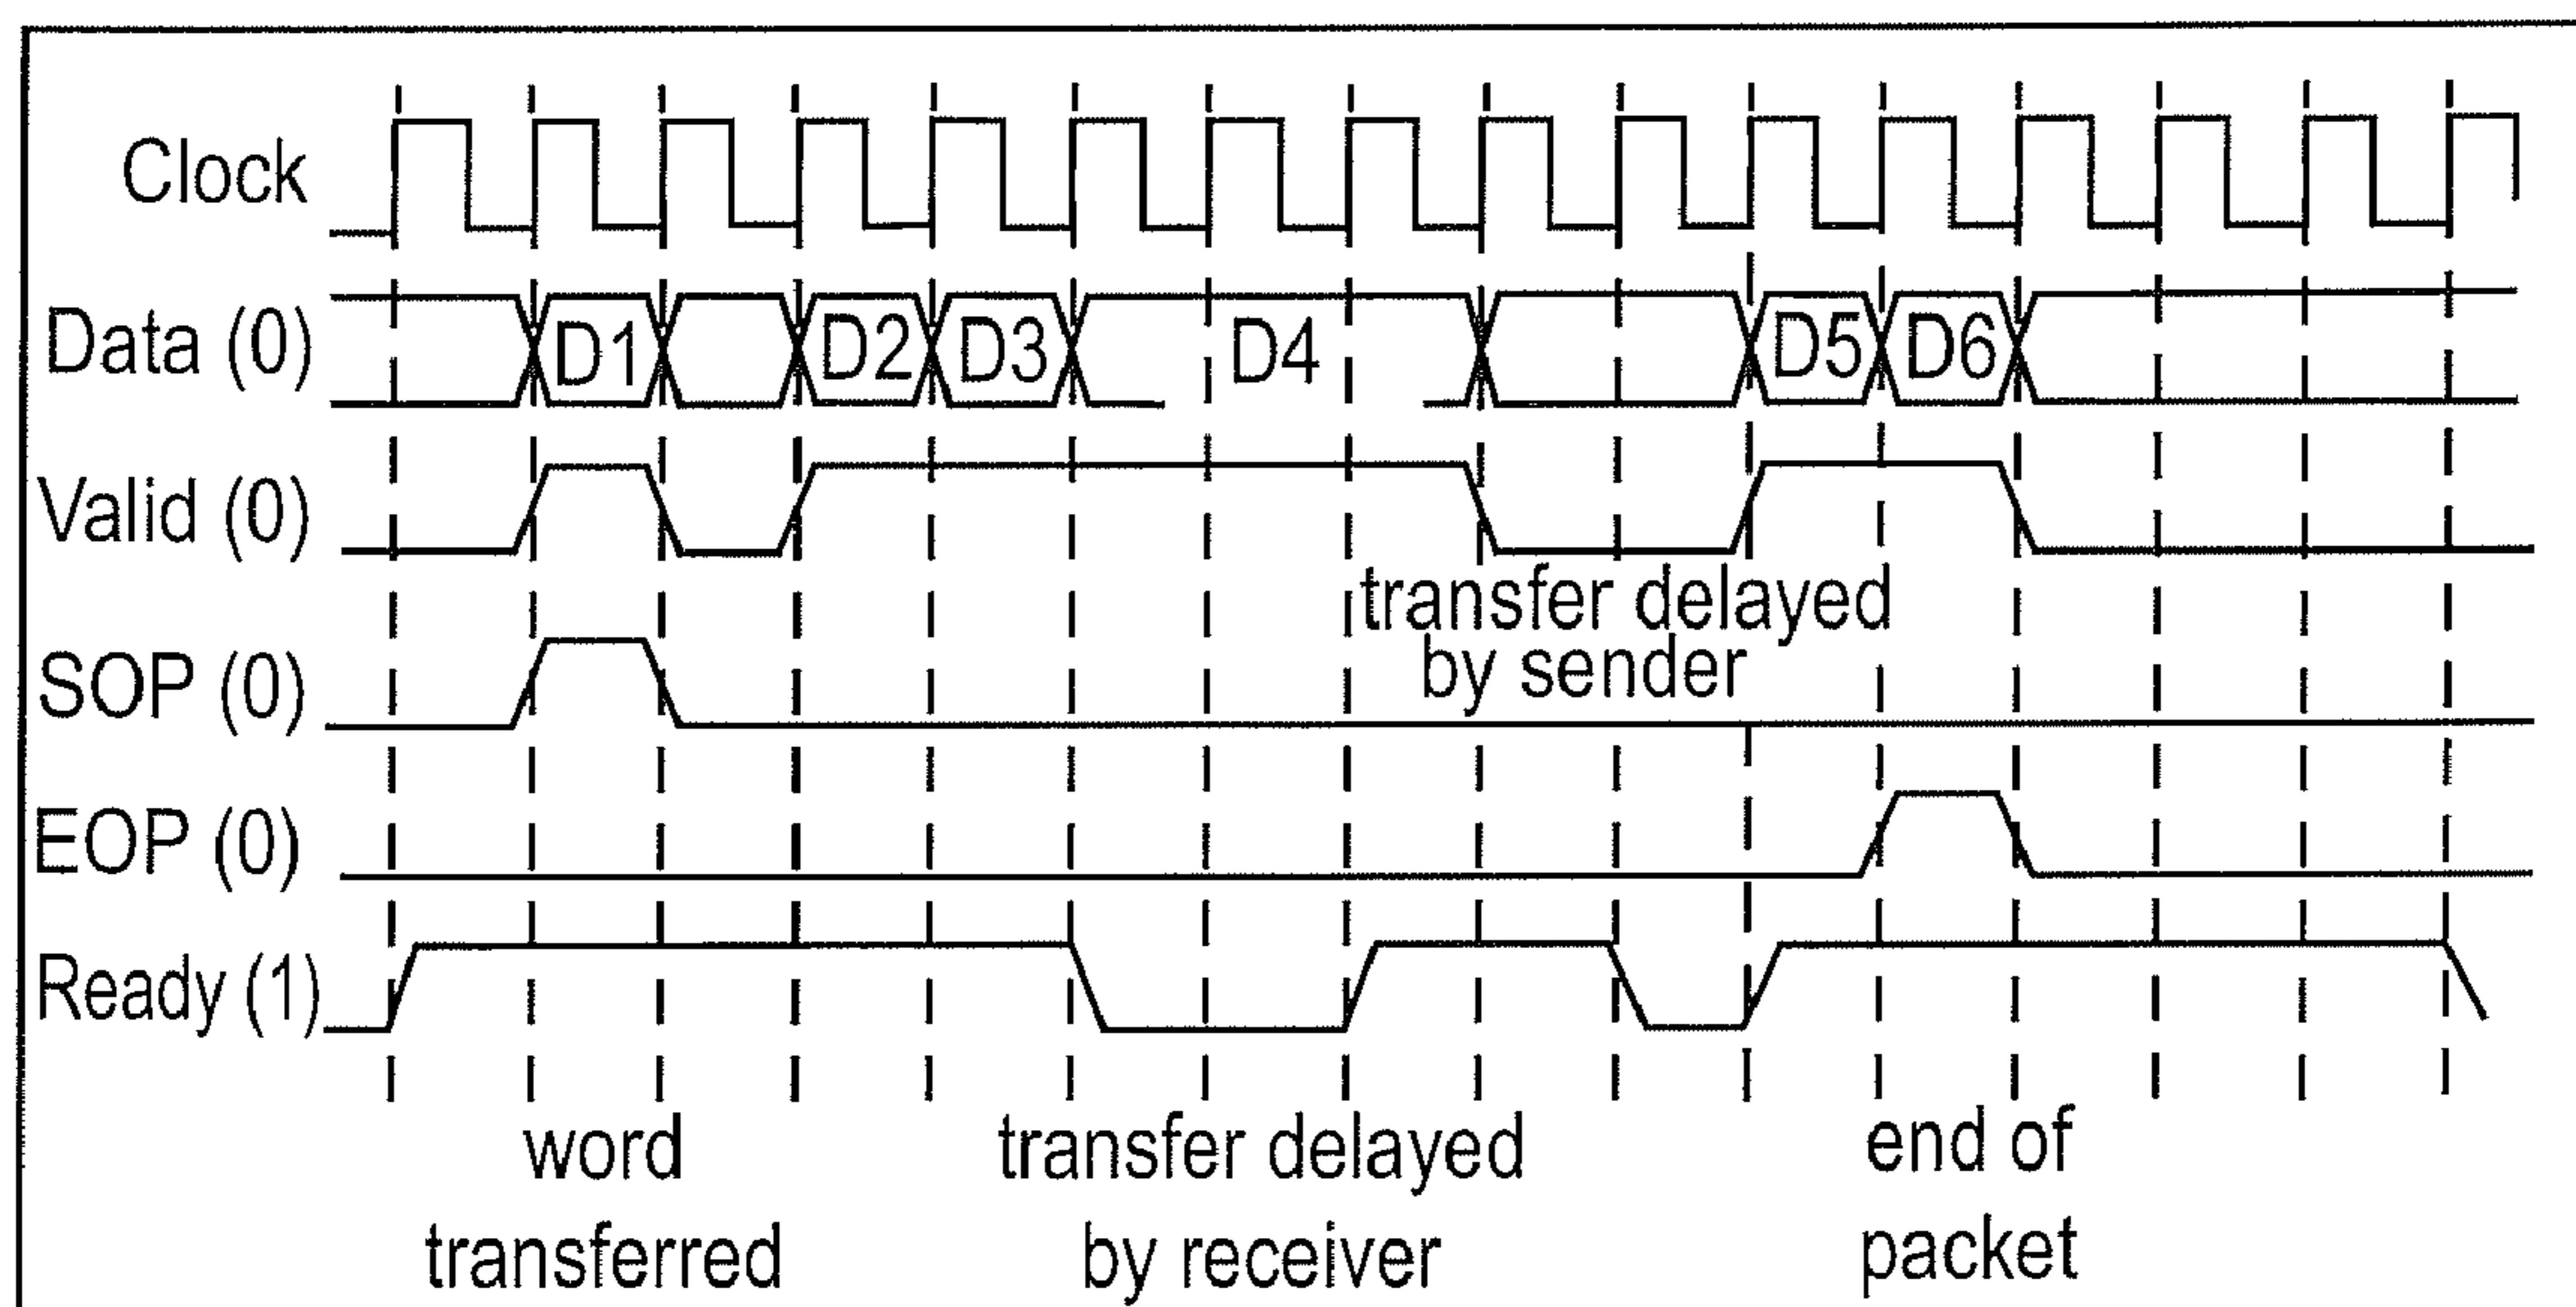 Clock
Data (0)
D1
D2
D3
D4
D5
D6
Valid (0)
transfer delayed
by sender
SOP (0)
EOP (0)
Ready (1)
word
transferred
transfer delayed
by receiver
end of
packet